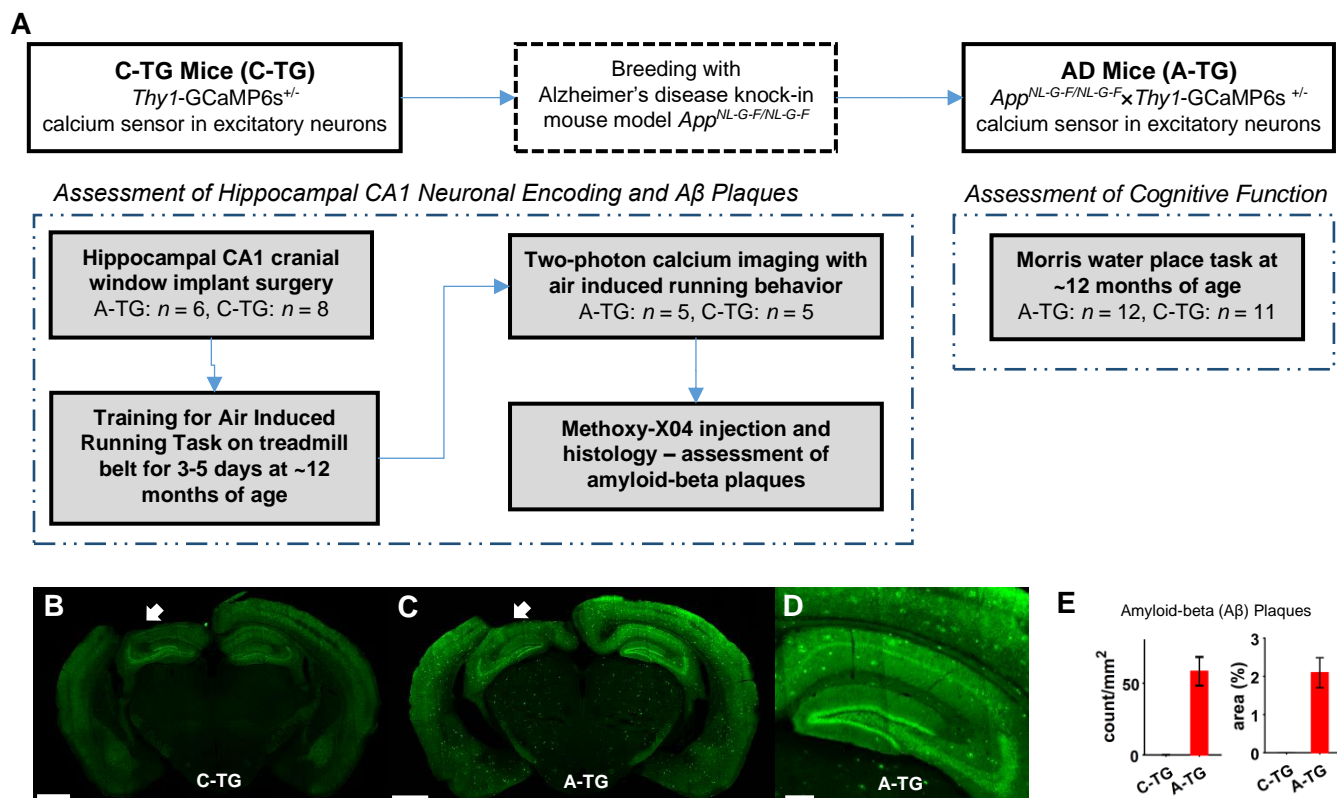 A
C-TG Mice (C-TG)
Thy1-GCaMP6s+/-
calcium sensor in excitatory neurons
Breeding with
Alzheimer's disease knock-in
mouse model AppNL-G-F/NL-G-F
AD Mice (A-TG)
AppNL-G-F/NL-G-F×Thy1-GCaMP6s +/-
calcium sensor in excitatory neurons
Assessment of Hippocampal CA1 Neuronal Encoding and Aβ Plaques
Hippocampal CA1 cranial
window implant surgery
A-TG: n = 6, C-TG: n = 8
Training for Air Induced
Running Task on treadmill
belt for 3-5 days at ~12
months of age
Two-photon calcium imaging with
air induced running behavior
A-TG: n = 5, C-TG: n = 5
Methoxy-X04 injection and
histology – assessment of
amyloid-beta plaques
Assessment of Cognitive Function
Morris water place task at
~12 months of age
A-TG: n = 12, C-TG: n = 11
B
C-TG
C
A-TG
D
A-TG
E
Amyloid-beta (Aβ) Plaques
count/mm2
50
0
C-TG
A-TG
area (%)
3
2
1
0
C-TG
A-TG